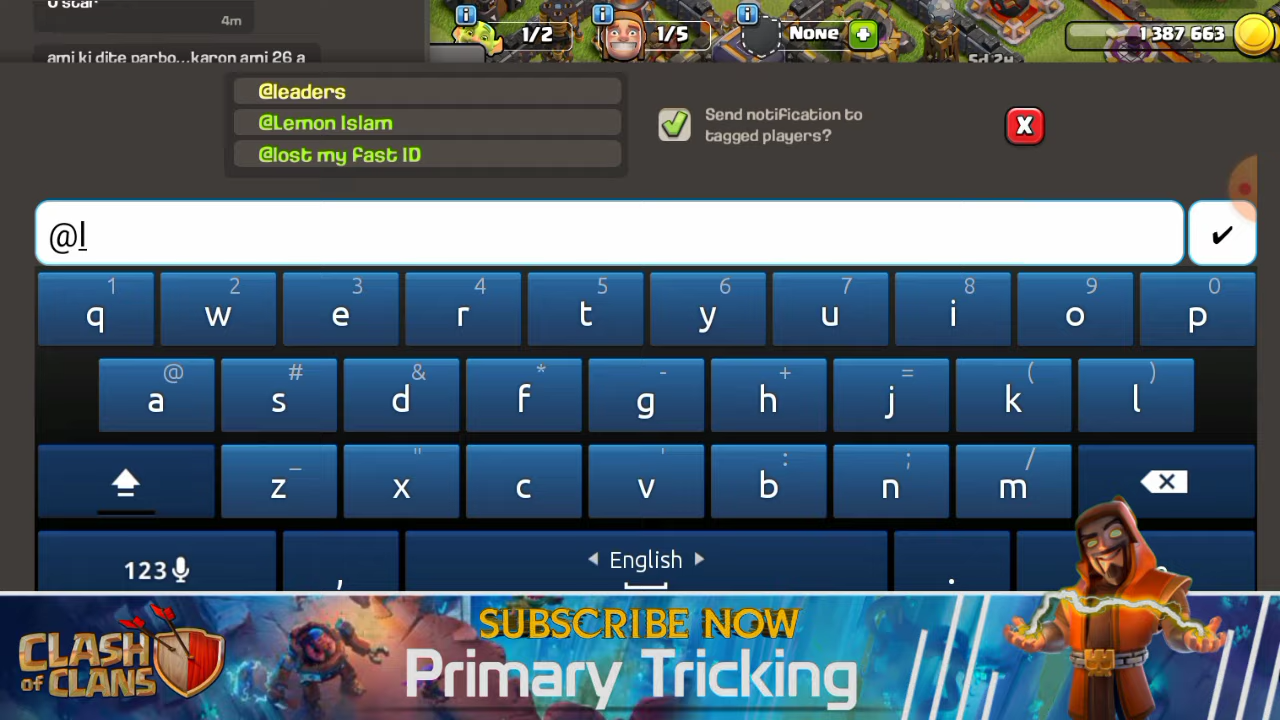 0 star
4m
ami ki dite parbo...karon ami 26 a
1/2
1/5
None
1 387 663
@leaders
@Lemon Islam
@lost my fast ID
Send notification to
tagged players?
X
@l
1 2 3 4 5 6 7 8 9 0
q w e r t y u i o p
@ # & * - + = ( )
a s d f g h j k l
_ " ' : ; /
z x c v b n m
123 , English .
CLASH
of CLANS
SUBSCRIBE NOW
Primary Tricking